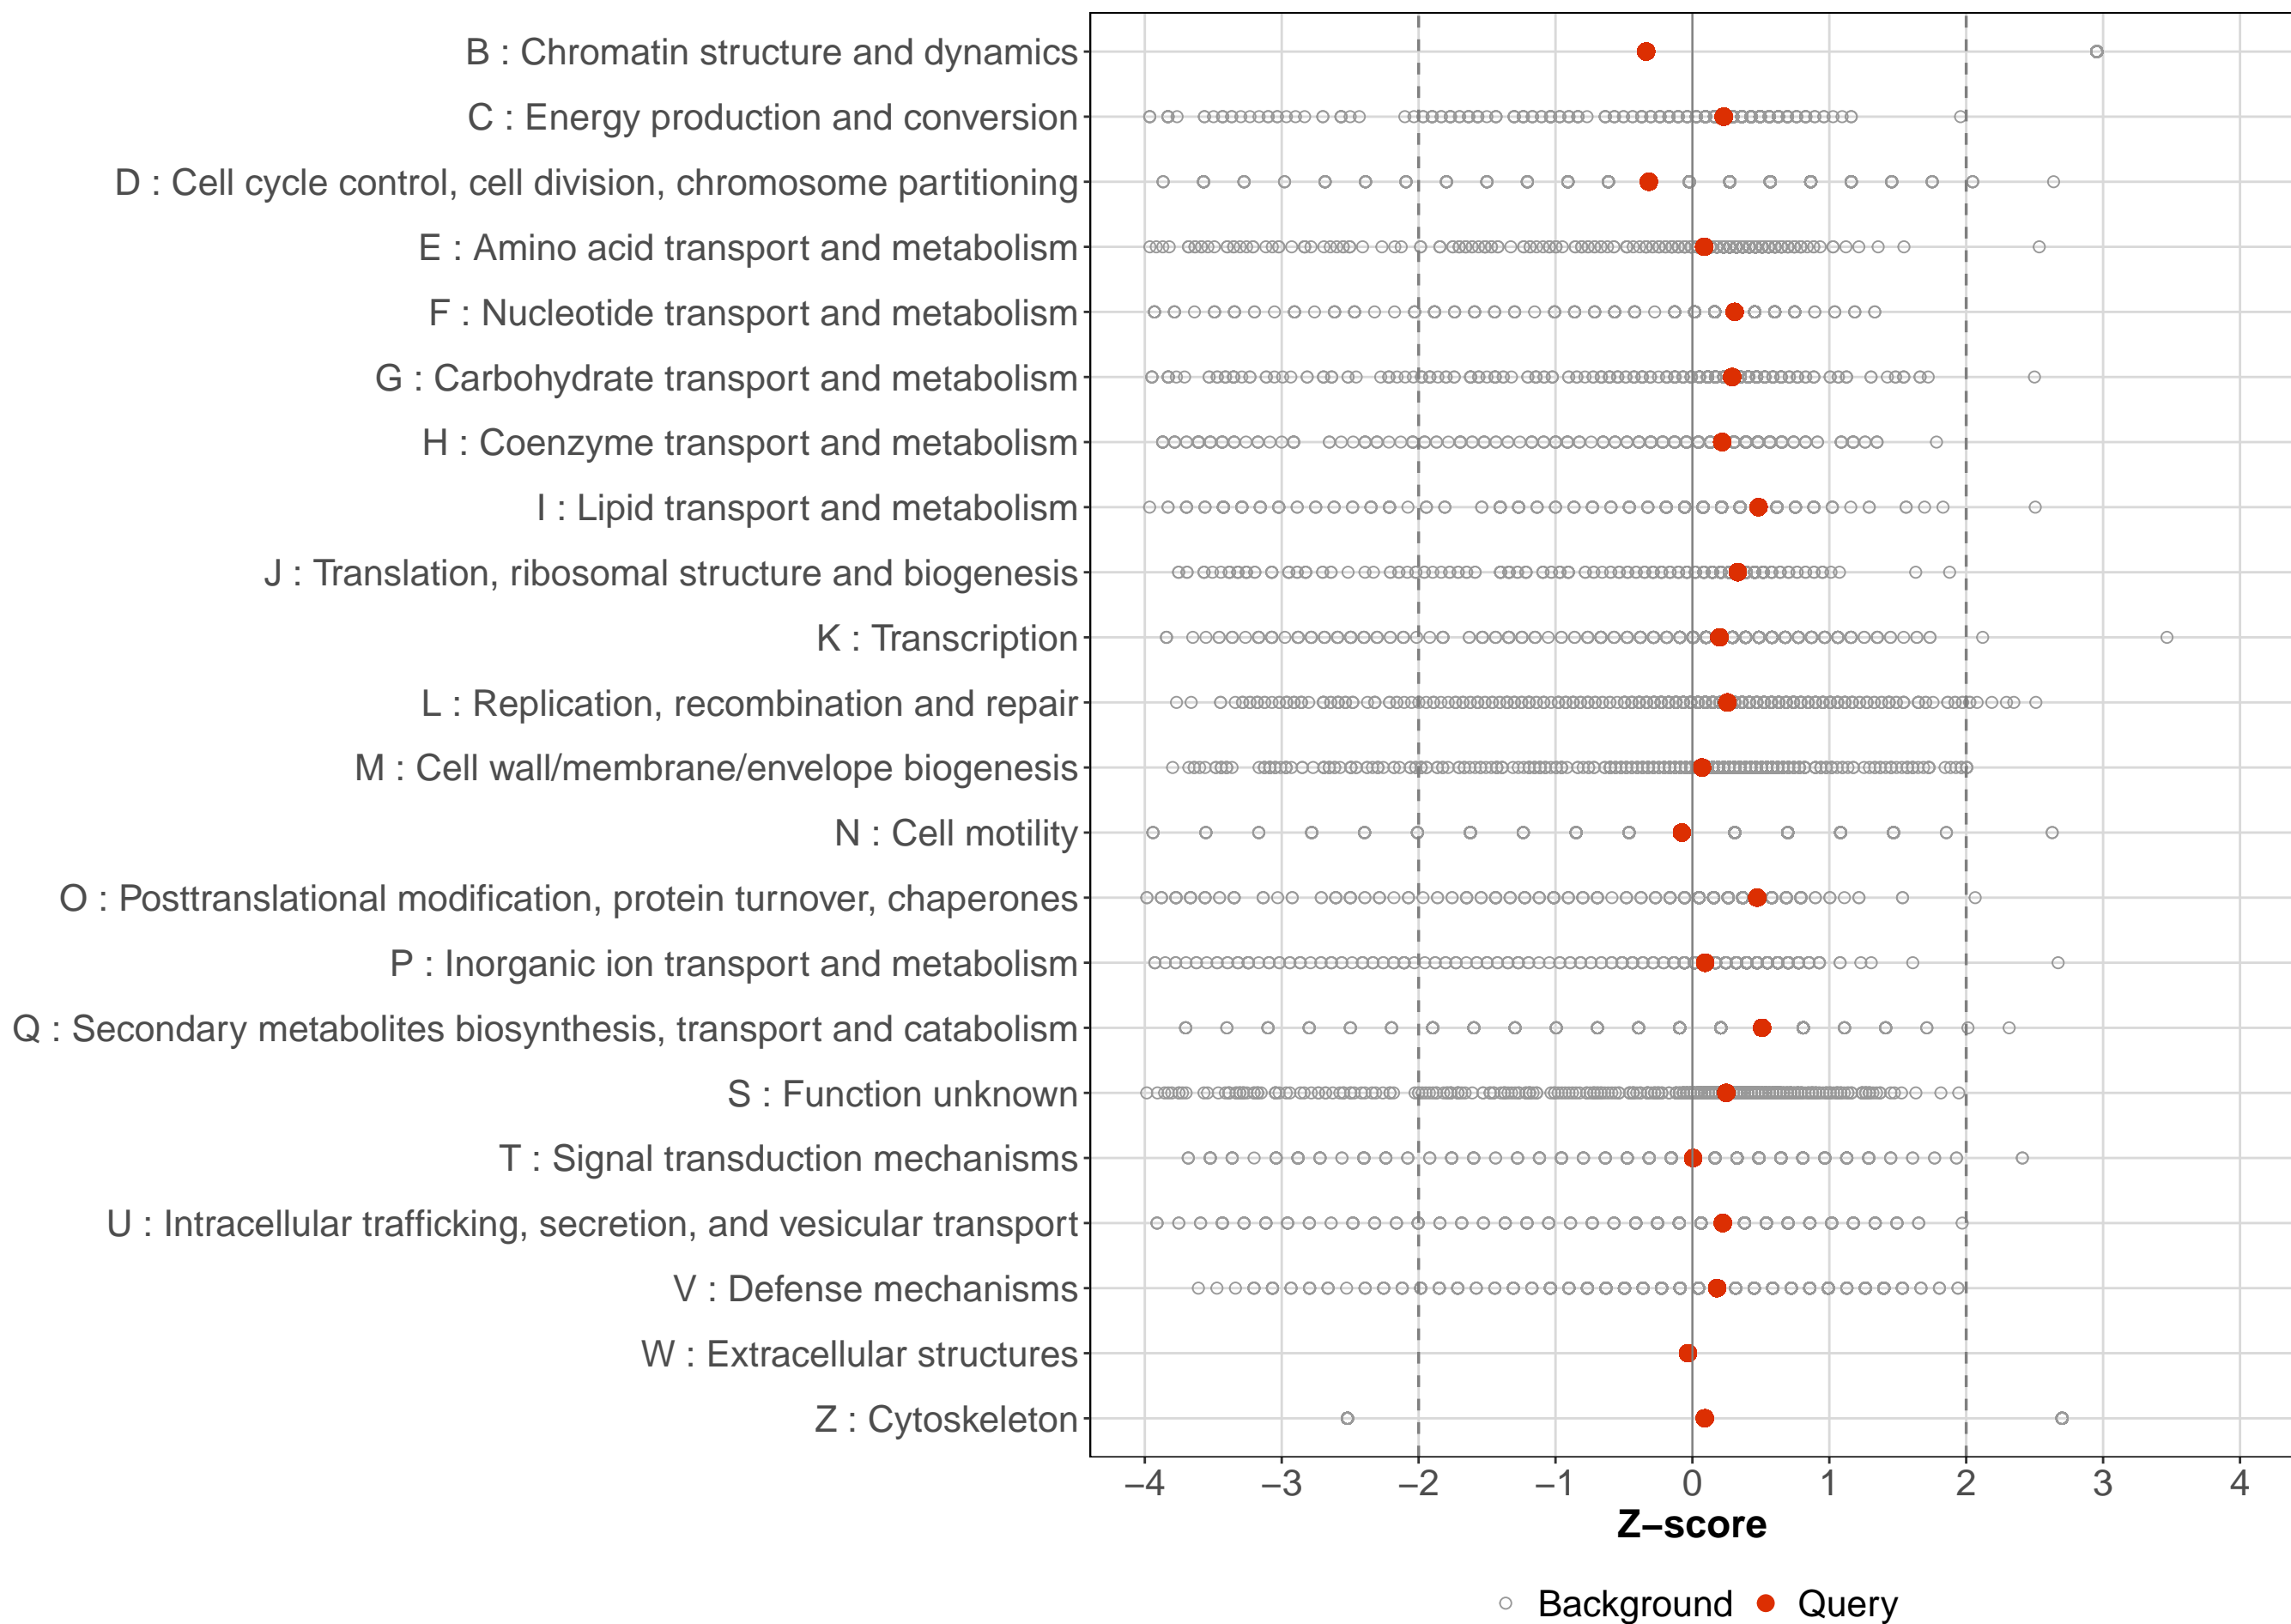 B : Chromatin structure and dynamics
C : Energy production and conversion
D : Cell cycle control, cell division, chromosome partitioning
E : Amino acid transport and metabolism
F : Nucleotide transport and metabolism
G : Carbohydrate transport and metabolism
H : Coenzyme transport and metabolism
I : Lipid transport and metabolism
J : Translation, ribosomal structure and biogenesis
K : Transcription
L : Replication, recombination and repair
M : Cell wall/membrane/envelope biogenesis
N : Cell motility
O : Posttranslational modification, protein turnover, chaperones
P : Inorganic ion transport and metabolism
Q : Secondary metabolites biosynthesis, transport and catabolism
S : Function unknown
T : Signal transduction mechanisms
U : Intracellular trafficking, secretion, and vesicular transport
V : Defense mechanisms
W : Extracellular structures
Z : Cytoskeleton
−4 −3 −2 −1 0 1 2 3 4
Z−score
Background Query